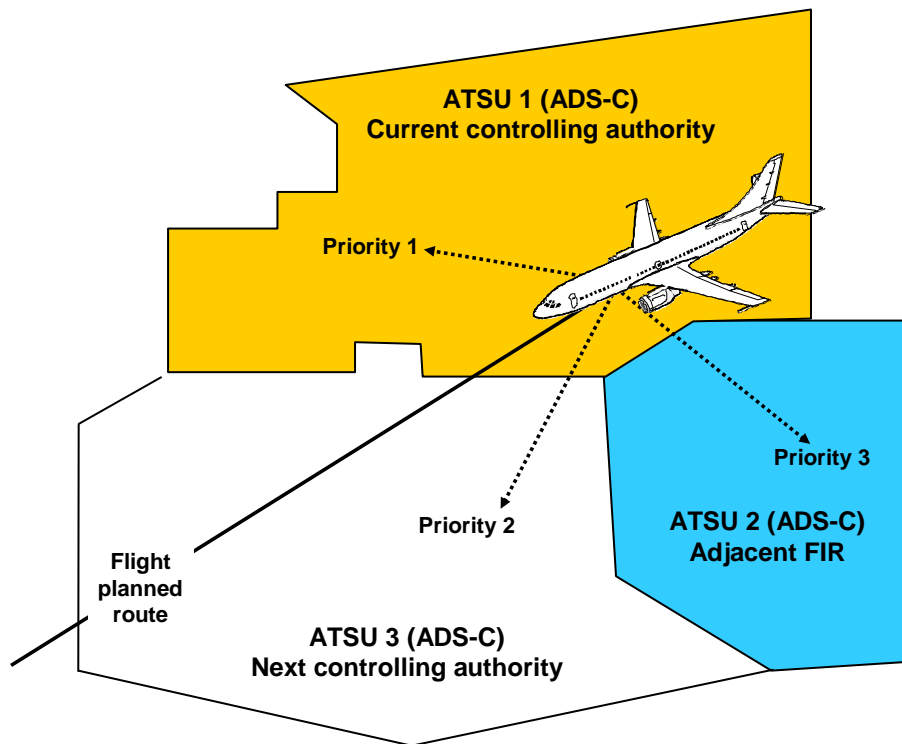 ATSU 1 (ADS-C)
Current controlling authority
Priority 1
Priority 3
Priority 2
ATSU 2 (ADS-C)
Adjacent FIR
Flight
planned
route
ATSU 3 (ADS-C)
Next controlling authority